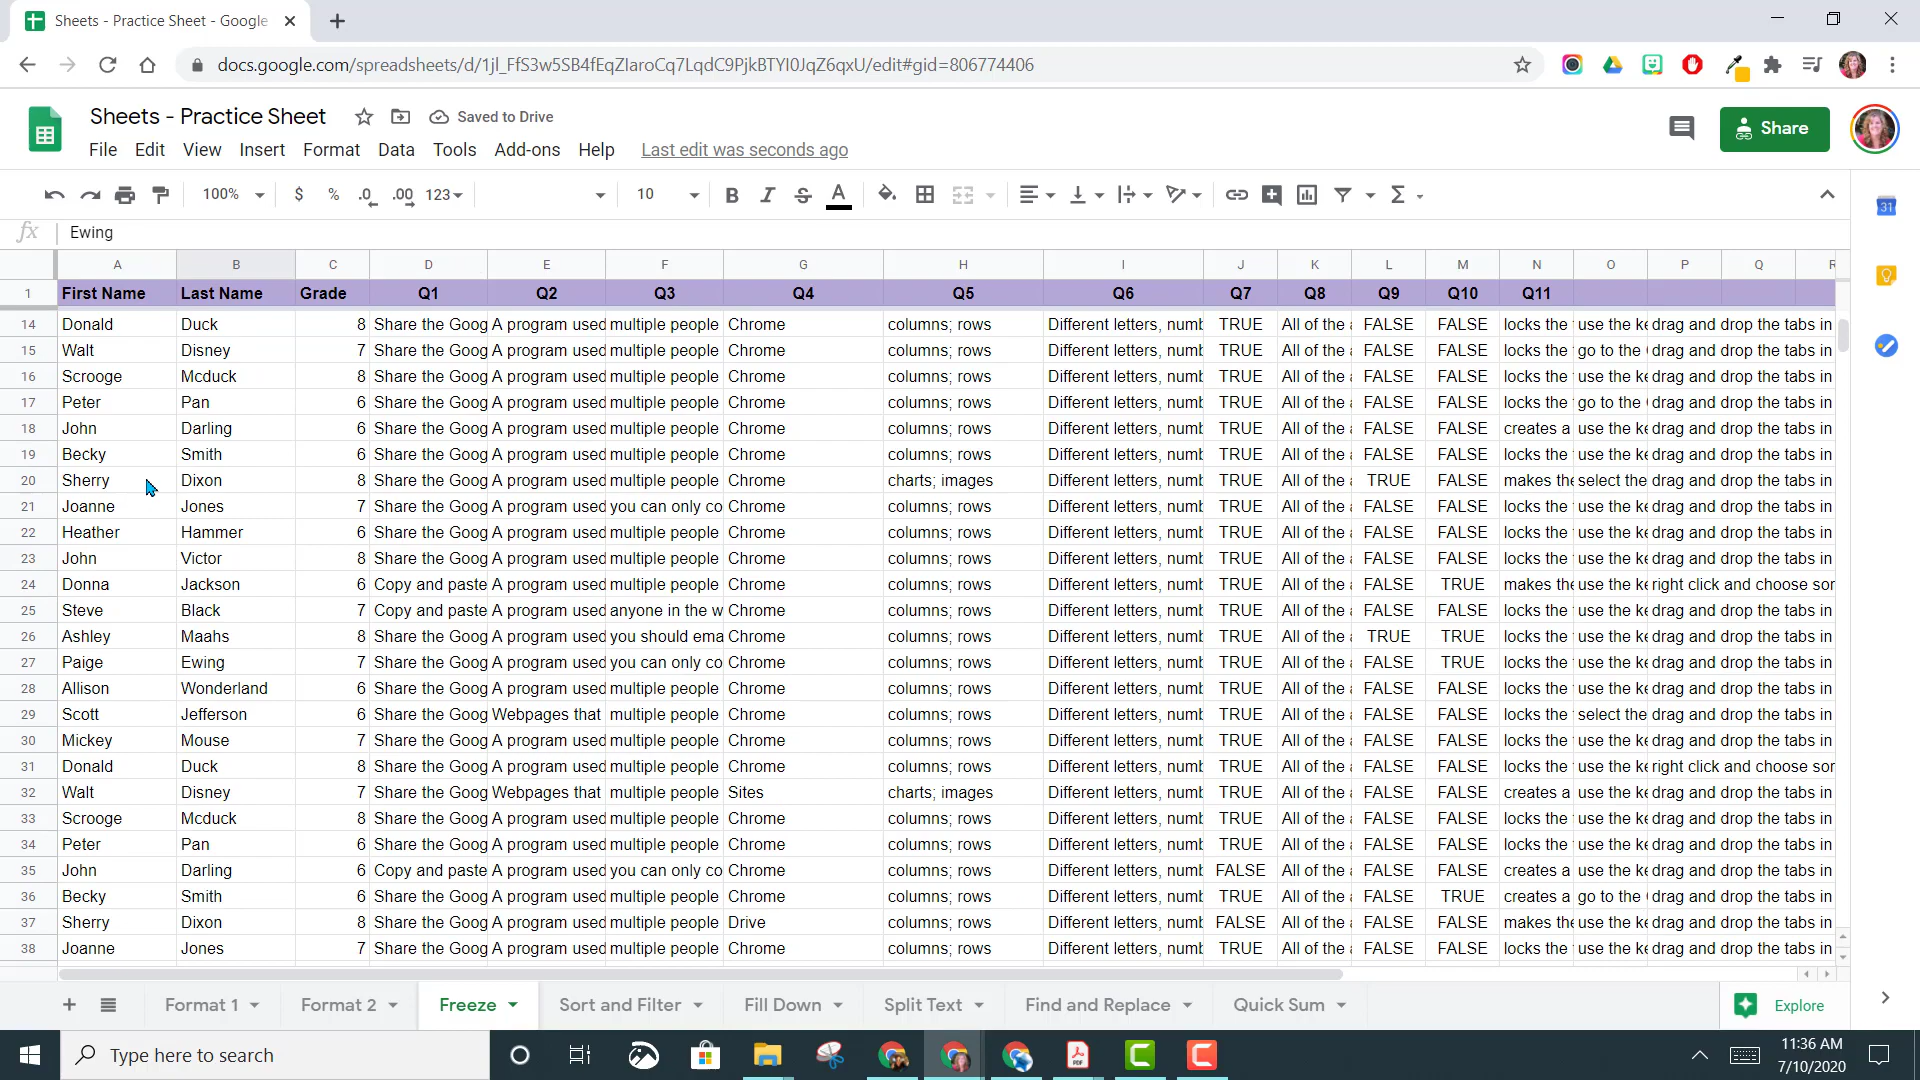 Sheets - Practice Sheet - Google
docs.google.com/spreadsheets/d/1jl_FfS3w5SB4fEqZIaroCq7LqdC9PjkBTYI0JqZ6qxU/edit#gid=806774406
Sheets - Practice Sheet
Saved to Drive
File Edit View Insert Format Data Tools Add-ons Help Last edit was seconds ago
Share
100% $ % .0 .00 123 10 B I S A Σ
31
fx Ewing
A B C D E F G H I J K L M N O P Q R
1 First Name Last Name Grade Q1 Q2 Q3 Q4 Q5 Q6 Q7 Q8 Q9 Q10 Q11
14 Donald Duck 8 Share the Goog A program used multiple people Chrome columns; rows Different letters, numb TRUE All of the a FALSE FALSE locks the use the ke drag and drop the tabs in
15 Walt Disney 7 Share the Goog A program used multiple people Chrome columns; rows Different letters, numb TRUE All of the a FALSE FALSE locks the go to the drag and drop the tabs in
16 Scrooge Mcduck 8 Share the Goog A program used multiple people Chrome columns; rows Different letters, numb TRUE All of the a FALSE FALSE locks the use the ke drag and drop the tabs in
17 Peter Pan 6 Share the Goog A program used multiple people Chrome columns; rows Different letters, numb TRUE All of the a FALSE FALSE locks the go to the drag and drop the tabs in
18 John Darling 6 Share the Goog A program used multiple people Chrome columns; rows Different letters, numb TRUE All of the a FALSE FALSE creates a use the ke drag and drop the tabs in
19 Becky Smith 6 Share the Goog A program used multiple people Chrome columns; rows Different letters, numb TRUE All of the a FALSE FALSE locks the use the ke drag and drop the tabs in
20 Sherry Dixon 8 Share the Goog A program used multiple people Chrome charts; images Different letters, numb TRUE All of the a TRUE FALSE makes the select the drag and drop the tabs in
21 Joanne Jones 7 Share the Goog A program used you can only co Chrome columns; rows Different letters, numb TRUE All of the a FALSE FALSE locks the use the ke drag and drop the tabs in
22 Heather Hammer 6 Share the Goog A program used multiple people Chrome columns; rows Different letters, numb TRUE All of the a FALSE FALSE locks the use the ke drag and drop the tabs in
23 John Victor 8 Share the Goog A program used multiple people Chrome columns; rows Different letters, numb TRUE All of the a FALSE FALSE locks the use the ke drag and drop the tabs in
24 Donna Jackson 6 Copy and paste A program used multiple people Chrome columns; rows Different letters, numb TRUE All of the a FALSE TRUE makes the use the ke right click and choose sor
25 Steve Black 7 Copy and paste A program used anyone in the w Chrome columns; rows Different letters, numb TRUE All of the a FALSE FALSE locks the use the ke drag and drop the tabs in
26 Ashley Maahs 8 Share the Goog A program used you should ema Chrome columns; rows Different letters, numb TRUE All of the a TRUE TRUE locks the use the ke drag and drop the tabs in
27 Paige Ewing 7 Share the Goog A program used you can only co Chrome columns; rows Different letters, numb TRUE All of the a FALSE TRUE locks the use the ke drag and drop the tabs in
28 Allison Wonderland 6 Share the Goog A program used multiple people Chrome columns; rows Different letters, numb TRUE All of the a FALSE FALSE locks the use the ke drag and drop the tabs in
29 Scott Jefferson 6 Share the Goog Webpages that multiple people Chrome columns; rows Different letters, numb TRUE All of the a FALSE FALSE locks the select the drag and drop the tabs in
30 Mickey Mouse 7 Share the Goog A program used multiple people Chrome columns; rows Different letters, numb TRUE All of the a FALSE FALSE locks the use the ke drag and drop the tabs in
31 Donald Duck 8 Share the Goog A program used multiple people Chrome columns; rows Different letters, numb TRUE All of the a FALSE FALSE locks the use the ke right click and choose sor
32 Walt Disney 7 Share the Goog Webpages that multiple people Sites charts; images Different letters, numb TRUE All of the a FALSE FALSE creates a use the ke drag and drop the tabs in
33 Scrooge Mcduck 8 Share the Goog A program used multiple people Chrome columns; rows Different letters, numb TRUE All of the a FALSE FALSE locks the use the ke drag and drop the tabs in
34 Peter Pan 6 Share the Goog A program used multiple people Chrome columns; rows Different letters, numb TRUE All of the a FALSE FALSE locks the use the ke drag and drop the tabs in
35 John Darling 6 Copy and paste A program used you can only co Chrome columns; rows Different letters, numb FALSE All of the a FALSE FALSE creates a use the ke drag and drop the tabs in
36 Becky Smith 6 Share the Goog A program used multiple people Chrome columns; rows Different letters, numb TRUE All of the a FALSE TRUE creates a go to the drag and drop the tabs in
37 Sherry Dixon 8 Share the Goog A program used multiple people Drive columns; rows Different letters, numb FALSE All of the a FALSE FALSE makes the use the ke drag and drop the tabs in
38 Joanne Jones 7 Share the Goog A program used multiple people Chrome columns; rows Different letters, numb TRUE All of the a FALSE FALSE locks the use the ke drag and drop the tabs in
Format 1 Format 2 Freeze Sort and Filter Fill Down Split Text Find and Replace Quick Sum Explore
Type here to search
11:36 AM
7/10/2020